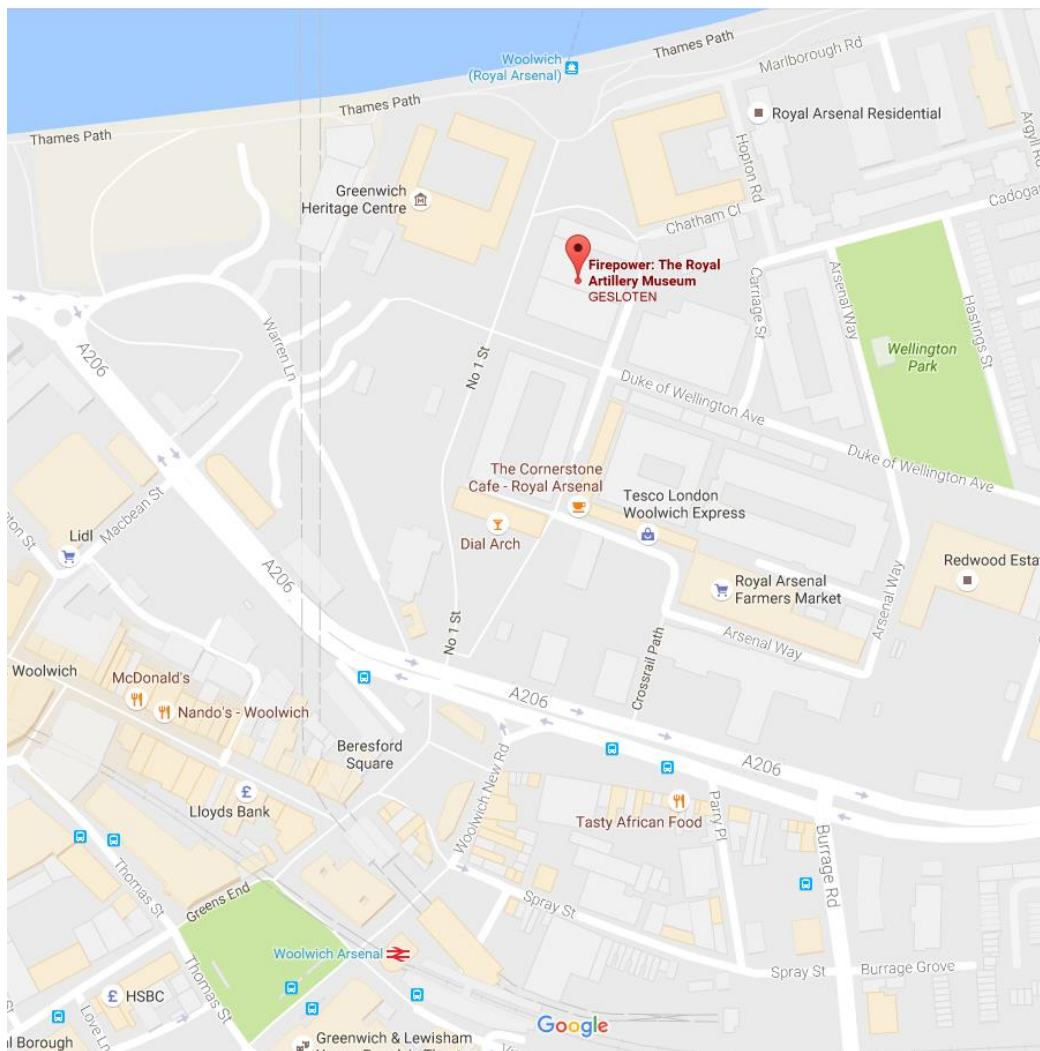 Thames Path
Woolwich
(Royal Arsenal)
Marlborough Rd
Thames Path
Thames Path
Royal Arsenal Residential
Argyll Rd
Hopton Rd
Greenwich
Heritage Centre
Cadogan
Chatham Cl
Firepower: The Royal
Artillery Museum
GESLOTEN
Carriage St
Arsenal Way
Hastings St
A206
Warren Ln
No 1 St
Wellington
Park
Duke of Wellington Ave
Duke of Wellington Ave
The Cornerstone
Cafe - Royal Arsenal
Tesco London
Woolwich Express
Macbean St
Lidl
Dial Arch
Redwood Esta
Royal Arsenal
Farmers Market
A206
Arsenal Way
Arsenal Way
No 1 St
Crossrail Path
Woolwich
McDonald's
Nando's - Woolwich
A206
Beresford
Square
A206
Lloyds Bank
Woolwich New Rd
Tasty African Food
Parry Pl
Burrage Rd
Thomas St
Greens End
Spray St
Woolwich Arsenal
Spray St
Burrage Grove
HSBC
Thomas St
Love Ln
Google
Greenwich & Lewisham
l Borough